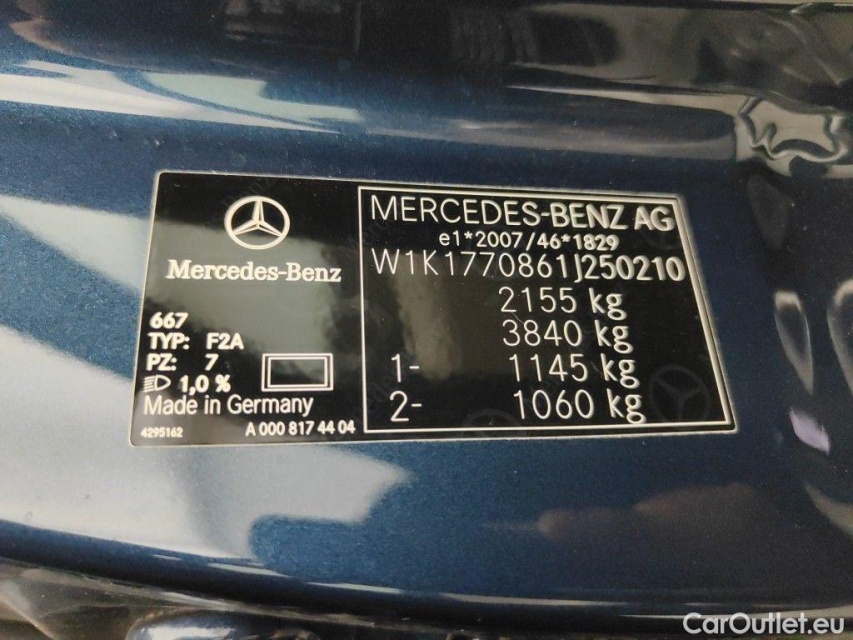 Mercedes-Benz
667
TYP: F2A
PZ: 7
1,0 %
Made in Germany
4295162 A 000 817 44 04
MERCEDES-BENZ AG
e1*2007/46*1829
W1K1770861J250210
2155 kg
3840 kg
1- 1145 kg
2- 1060 kg
CarOutlet.eu